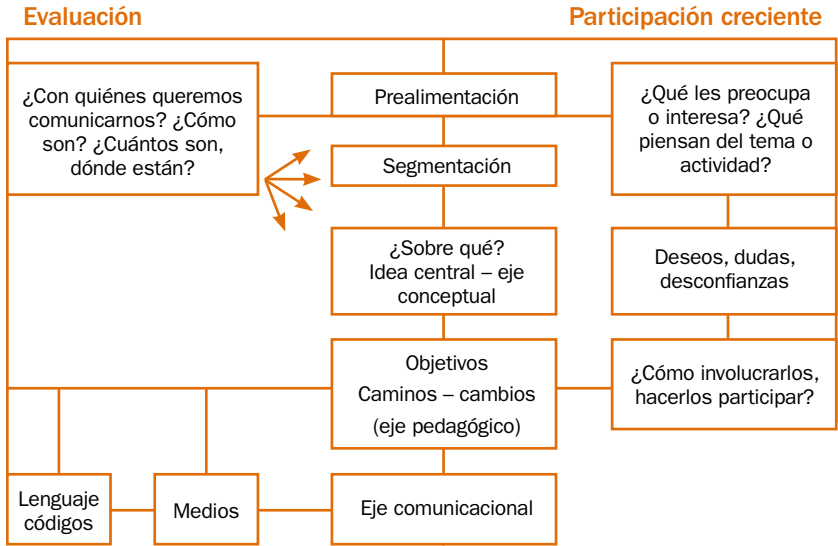 Evaluación
Participación creciente
¿Con quiénes queremos
comunicarnos? ¿Cómo
son? ¿Cuántos son,
dónde están?
Prealimentación
¿Qué les preocupa
o interesa? ¿Qué
piensan del tema o
actividad?
Segmentación
¿Sobre qué?
Idea central – eje
conceptual
Deseos, dudas,
desconfianzas
Objetivos
Caminos – cambios
(eje pedagógico)
¿Cómo involucrarlos,
hacerlos participar?
Lenguaje
códigos
Medios
Eje comunicacional